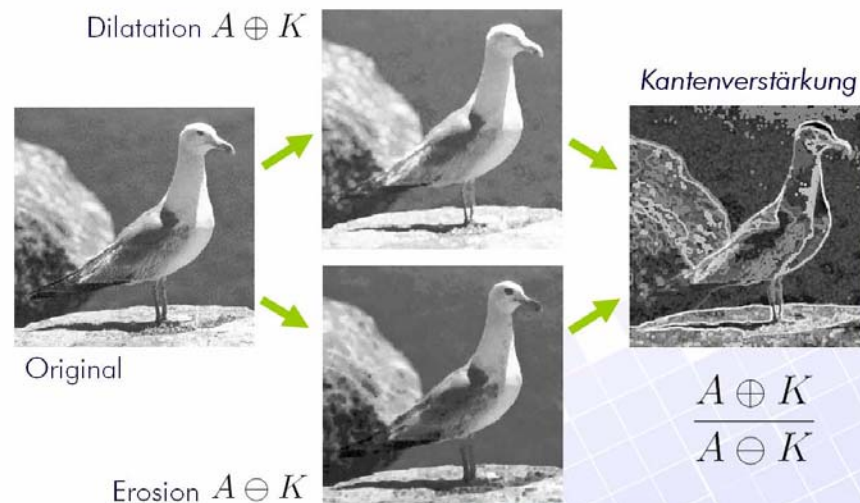 Dilatation A ⊕ K
Kantenverstärkung
Original
A ⊕ K
A ⊖ K
Erosion A ⊖ K